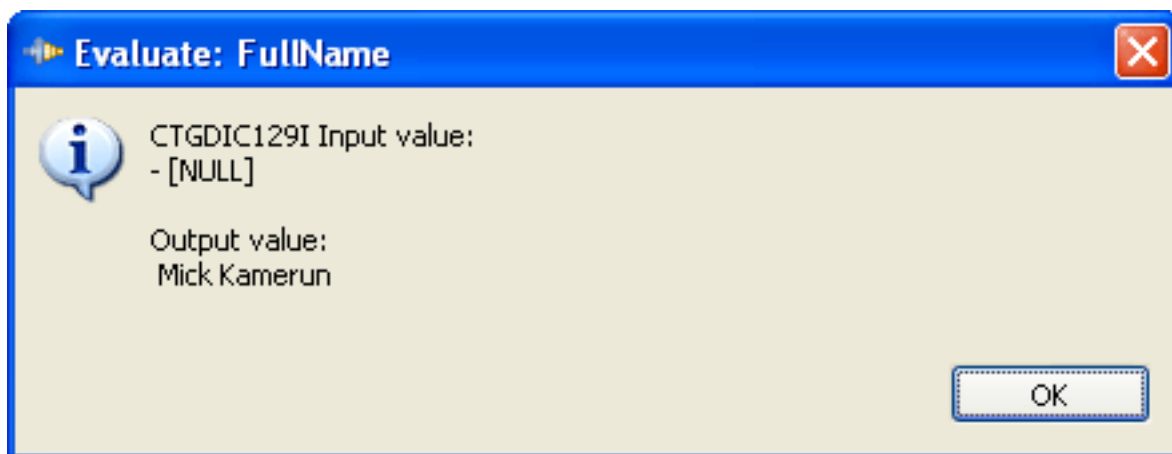 Evaluate: FullName
CTGDIC129I Input value:
- [NULL]
Output value:
Mick Kamerun
OK